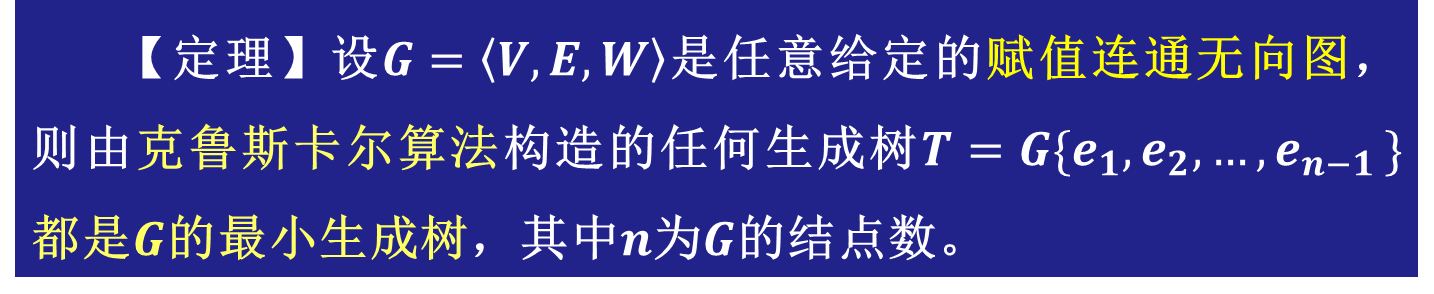 【定理】设G = ⟨V, E, W⟩是任意给定的赋值连通无向图，
则由克鲁斯卡尔算法构造的任何生成树T = G{e₁, e₂, … , eₙ₋₁ }
都是G的最小生成树，其中n为G的结点数。